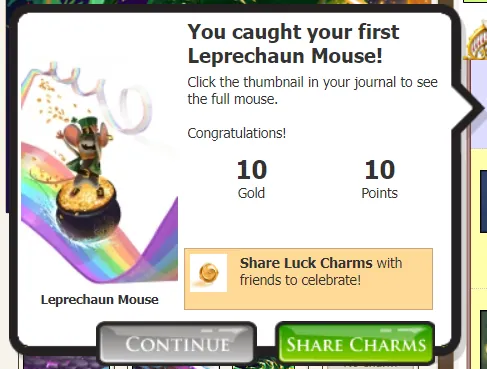 You caught your first
Leprechaun Mouse!
Click the thumbnail in your journal to see
the full mouse.
Congratulations!
10 10
Gold Points
Share Luck Charms with
friends to celebrate!
Leprechaun Mouse
CONTINUE SHARE CHARMS